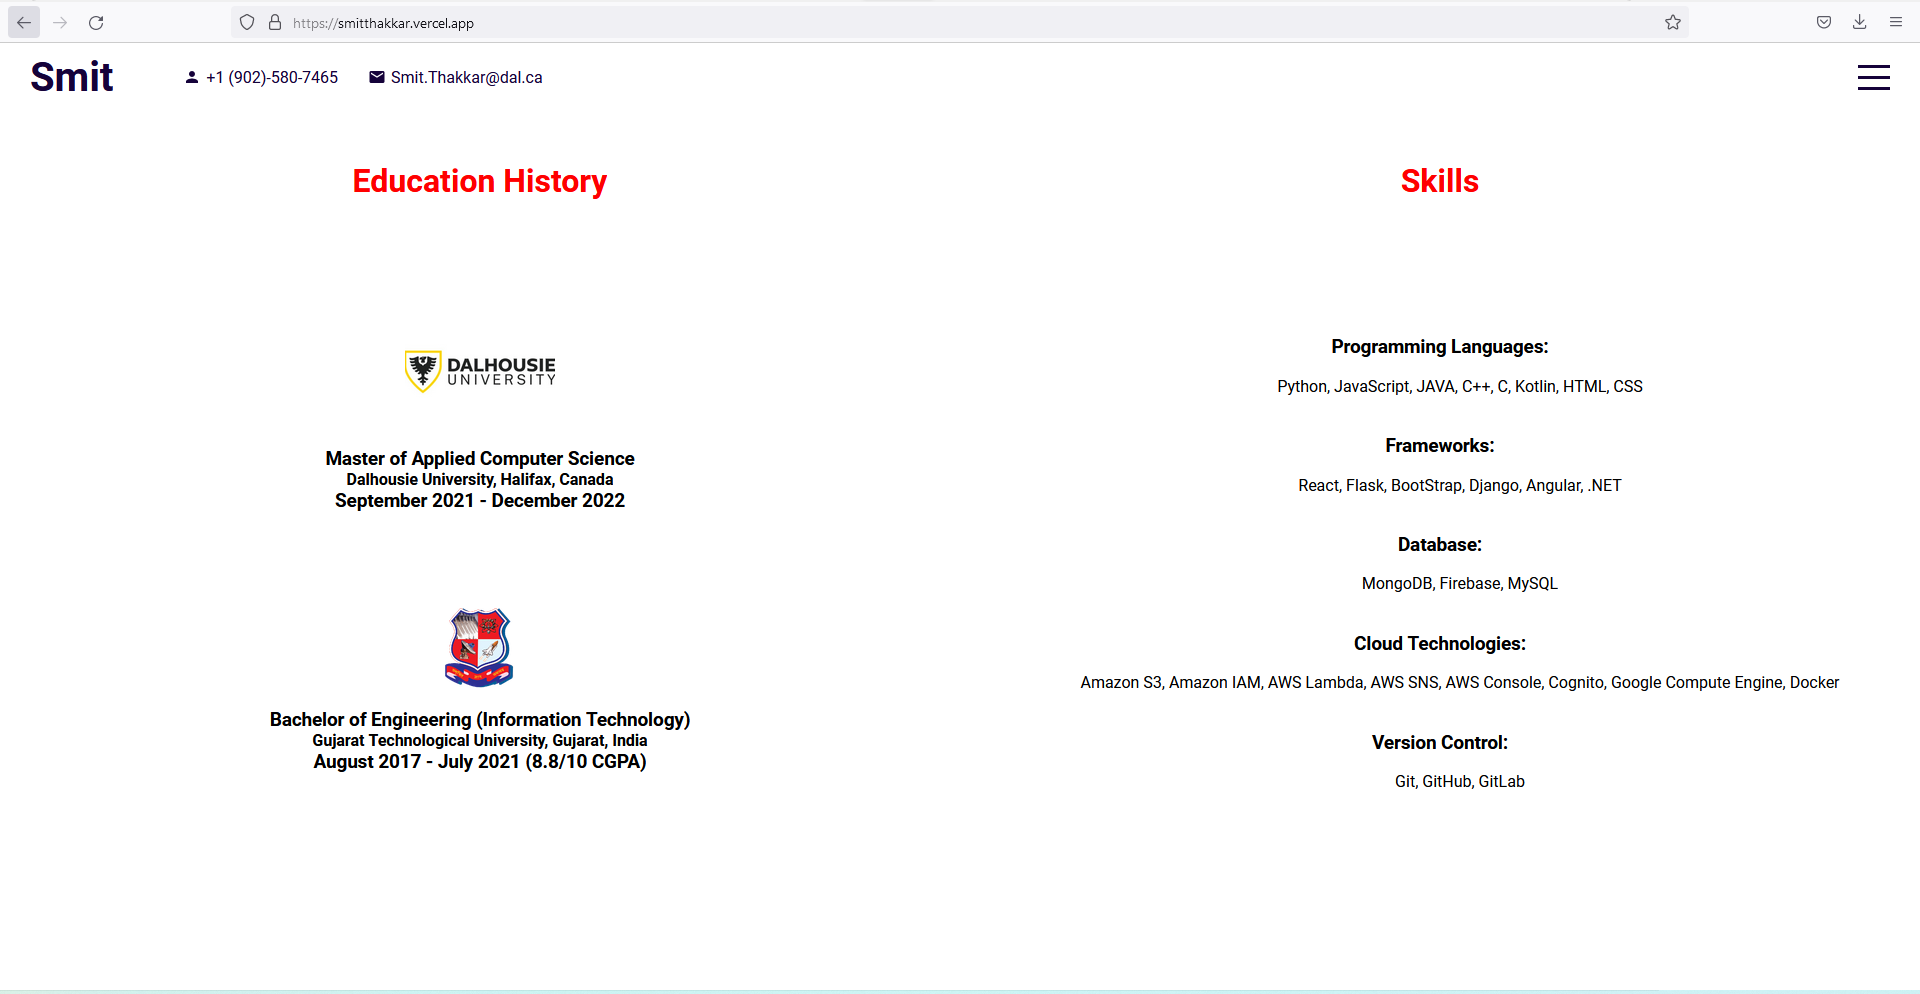 https://smitthakkar.vercel.app
Smit
+1 (902)-580-7465
Smit.Thakkar@dal.ca
Education History
DALHOUSIE
UNIVERSITY
Master of Applied Computer Science
Dalhousie University, Halifax, Canada
September 2021 - December 2022
Bachelor of Engineering (Information Technology)
Gujarat Technological University, Gujarat, India
August 2017 - July 2021 (8.8/10 CGPA)
Skills
Programming Languages:
Python, JavaScript, JAVA, C++, C, Kotlin, HTML, CSS
Frameworks:
React, Flask, BootStrap, Django, Angular, .NET
Database:
MongoDB, Firebase, MySQL
Cloud Technologies:
Amazon S3, Amazon IAM, AWS Lambda, AWS SNS, AWS Console, Cognito, Google Compute Engine, Docker
Version Control:
Git, GitHub, GitLab